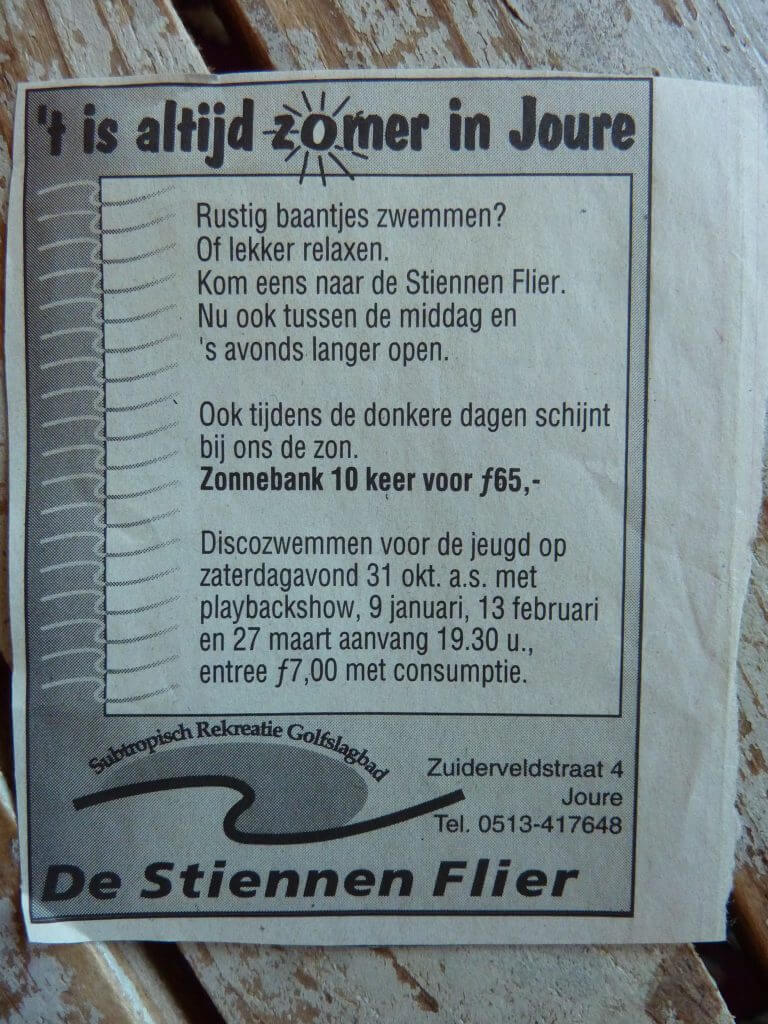 't is altijd zomer in Joure
Rustig baantjes zwemmen?
Of lekker relaxen.
Kom eens naar de Stiennen Flier.
Nu ook tussen de middag en
's avonds langer open.
Ook tijdens de donkere dagen schijnt
bij ons de zon.
Zonnebank 10 keer voor ƒ65,-
Discozwemmen voor de jeugd op
zaterdagavond 31 okt. a.s. met
playbackshow, 9 januari, 13 februari
en 27 maart aanvang 19.30 u.,
entree ƒ7,00 met consumptie.
Subtropisch Rekreatie Golfslagbad
Zuiderveldstraat 4
Joure
Tel. 0513-417648
De Stiennen Flier